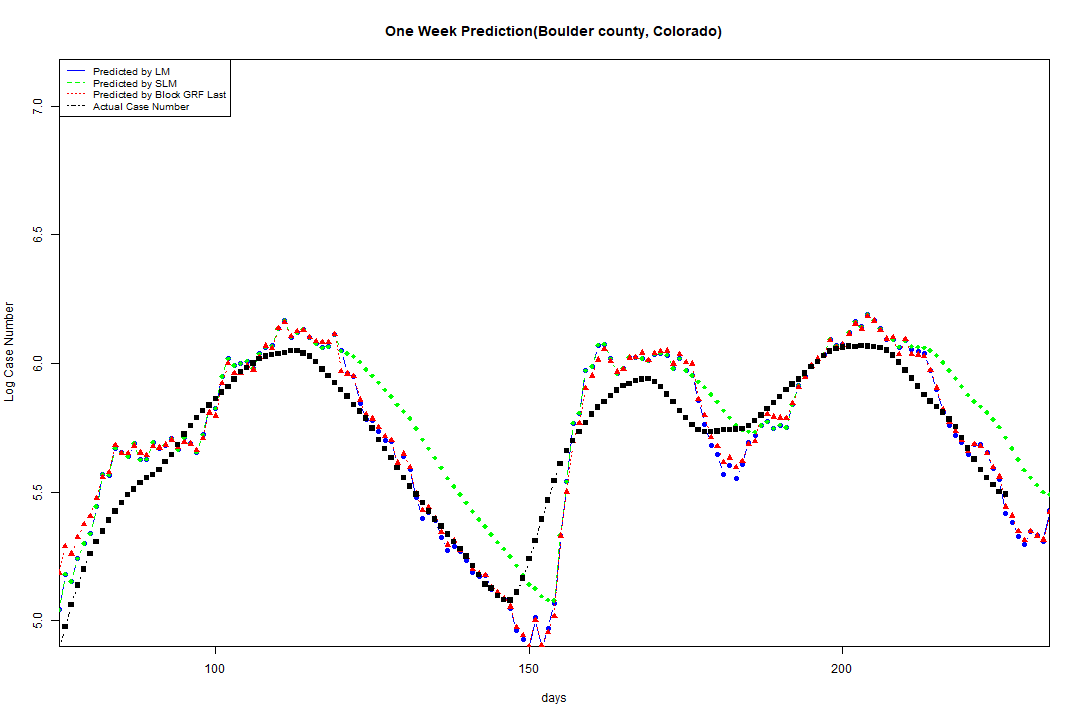 One Week Prediction(Boulder county, Colorado)
Predicted by LM
Predicted by SLM
Predicted by Block GRF Last
Actual Case Number
7.0
6.5
6.0
5.5
5.0
Log Case Number
100 150 200
days